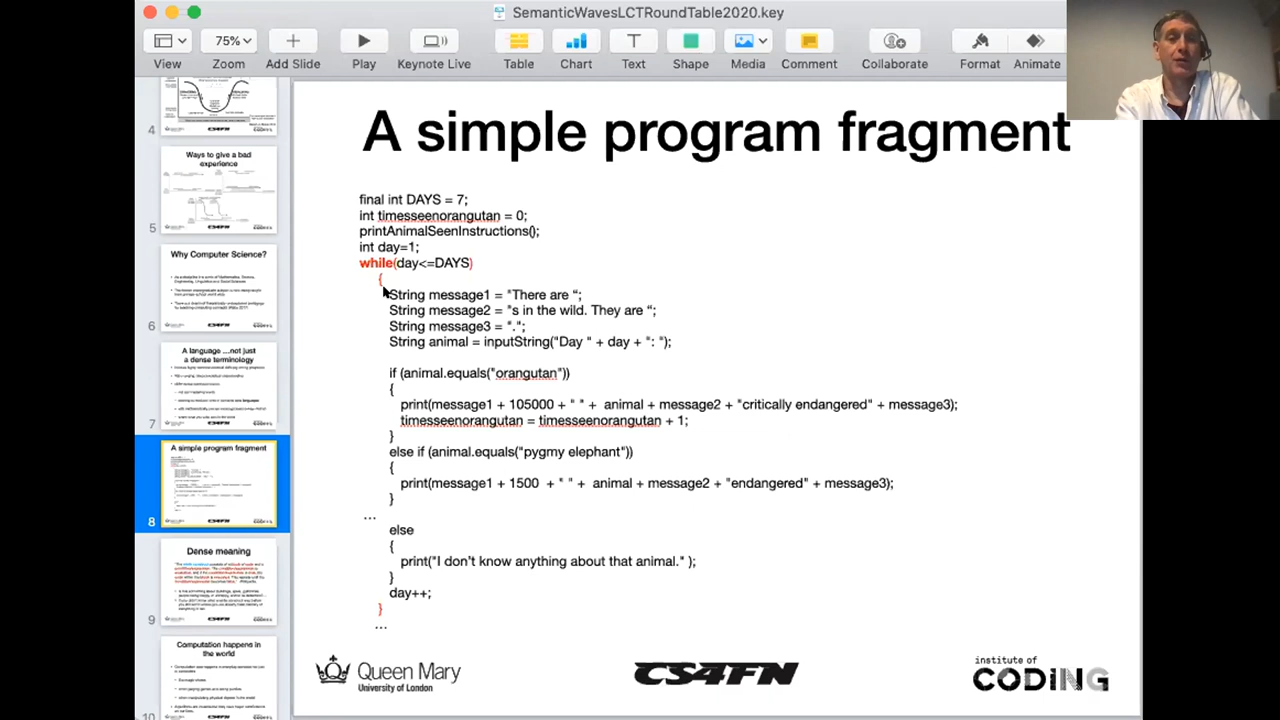 SemanticWavesLCTRoundTable2020.key
75%
View
Zoom
Add Slide
Play
Keynote Live
Table
Chart
Text
Shape
Media
Comment
Collaborate
Format
Animate
4
Ways to give a bad
experience
5
Why Computer Science?
6
A language ...not just
a dense terminology
7
A simple program fragment
8
Dense meaning
9
Computation happens in
the world
10
A simple program fragment
final int DAYS = 7;
int timesseenorangutan = 0;
printAnimalSeenInstructions();
int day=1;
while(day<=DAYS)
{
String message1 = "There are “;
String message2 = "s in the wild. They are “;
String message3 = ".";
String animal = inputString("Day " + day + ": ");
if (animal.equals("orangutan"))
{
print(message1 + 105000 + " " + animal + message2 + "critically endangered" + message3);
timesseenorangutan = timesseenorangutan + 1;
}
else if (animal.equals("pygmy elephant"))
{
print(message1 + 1500 + " " + animal + message2 + "endangered" + message3);
}
...
else
{
print("I don't know anything about that animal." );
}
day++;
}
...
Queen Mary
University of London
CS4FN
institute of
CODING